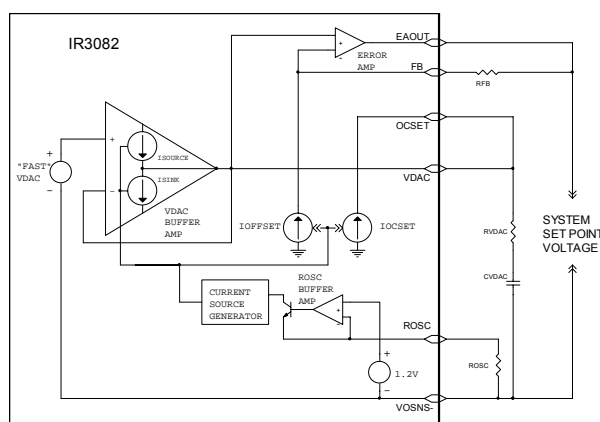 IR3082
EAOUT
ERROR
AMP
FB
RFB
OCSET
ISOURCE
"FAST"
VDAC
ISINK
VDAC
VDAC
BUFFER
AMP
IOFFSET
IOCSET
RVDAC
SYSTEM
SET POINT
VOLTAGE
CVDAC
CURRENT
SOURCE
GENERATOR
ROSC
BUFFER
AMP
ROSC
ROSC
1.2V
VOSNS-